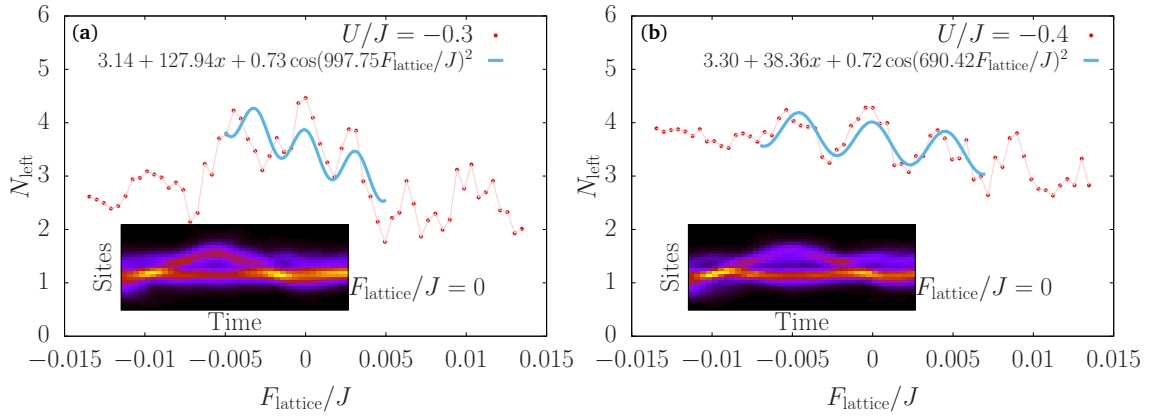 (a)
U/J = −0.3
3.14 + 127.94x + 0.73 cos(997.75F_lattice/J)²
N_left
6
5
4
3
2
1
0
Sites
Time
F_lattice/J = 0
−0.015 −0.01 −0.005 0 0.005 0.01 0.015
F_lattice/J
(b)
U/J = −0.4
3.30 + 38.36x + 0.72 cos(690.42F_lattice/J)²
N_left
6
5
4
3
2
1
0
Sites
Time
F_lattice/J = 0
−0.015 −0.01 −0.005 0 0.005 0.01 0.015
F_lattice/J